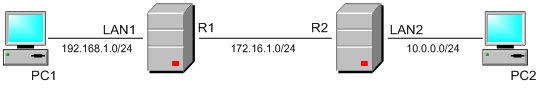 LAN1 R1 R2 LAN2
192.168.1.0/24 172.16.1.0/24 10.0.0.0/24
PC1 PC2